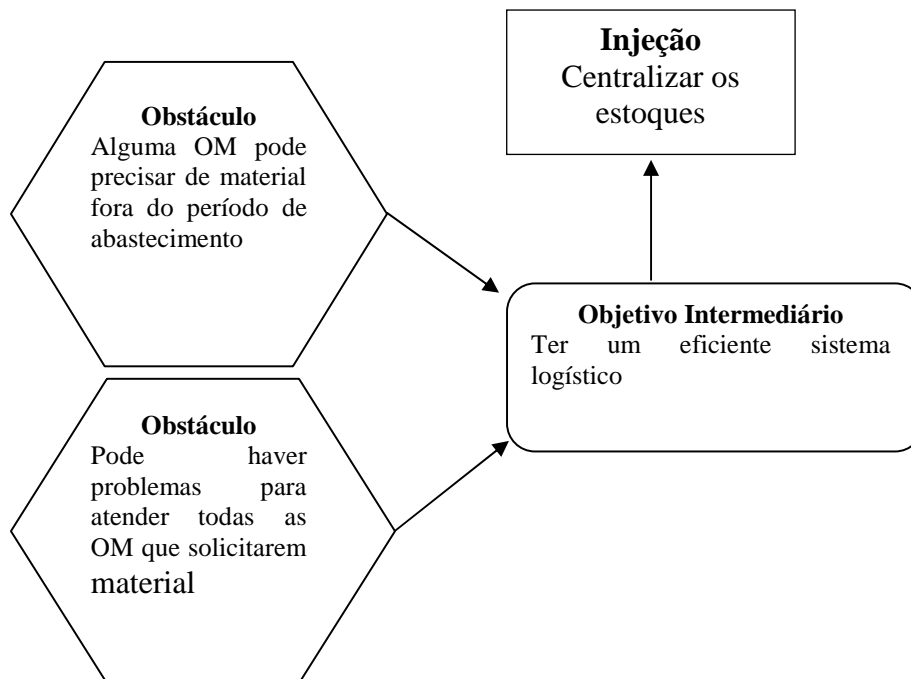 Injeção
Centralizar os
estoques
Obstáculo
Alguma OM pode
precisar de material
fora do período de
abastecimento
Objetivo Intermediário
Ter um eficiente sistema
logístico
Obstáculo
Pode haver
problemas para
atender todas as
OM que solicitarem
material